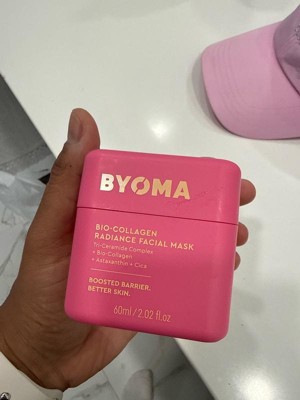 BYOMA
BIO-COLLAGEN
RADIANCE FACIAL MASK
Tri-Ceramide Complex
+ Bio-Collagen
+ Astaxanthin + Cica
BOOSTED BARRIER.
BETTER SKIN.
60ml / 2.02 fl.oz